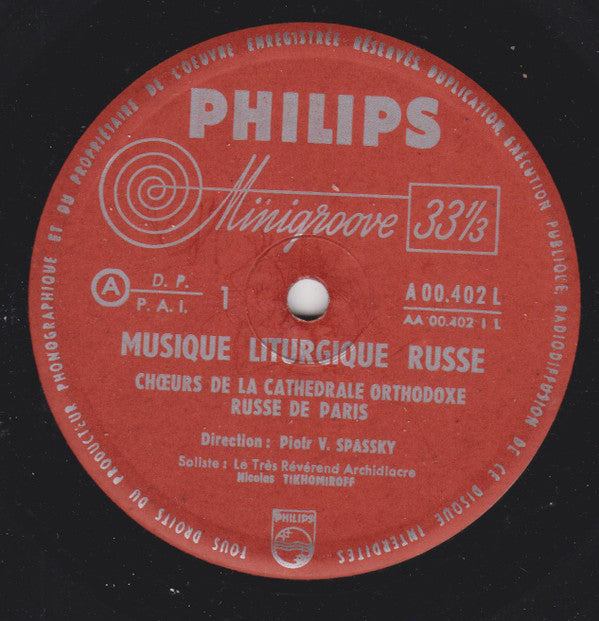 TOUS DROITS DU PRODUCTEUR PHONOGRAPHIQUE ET DU PROPRIÉTAIRE DE L'OEUVRE ENREGISTRÉE RÉSERVÉS. DUPLICATION, EXÉCUTION PUBLIQUE, RADIODIFFUSION DE CE DISQUE INTERDITES
PHILIPS
Minigroove 33⅓
A D.P. 1 A 00.402 L
P.A.I. AA 00.402 1 L
MUSIQUE LITURGIQUE RUSSE
CHŒURS DE LA CATHEDRALE ORTHODOXE
RUSSE DE PARIS
Direction : Piotr V. SPASSKY
Soliste : Le Très Révérend Archidiacre
Nicolas TIKHOMIROFF
PHILIPS